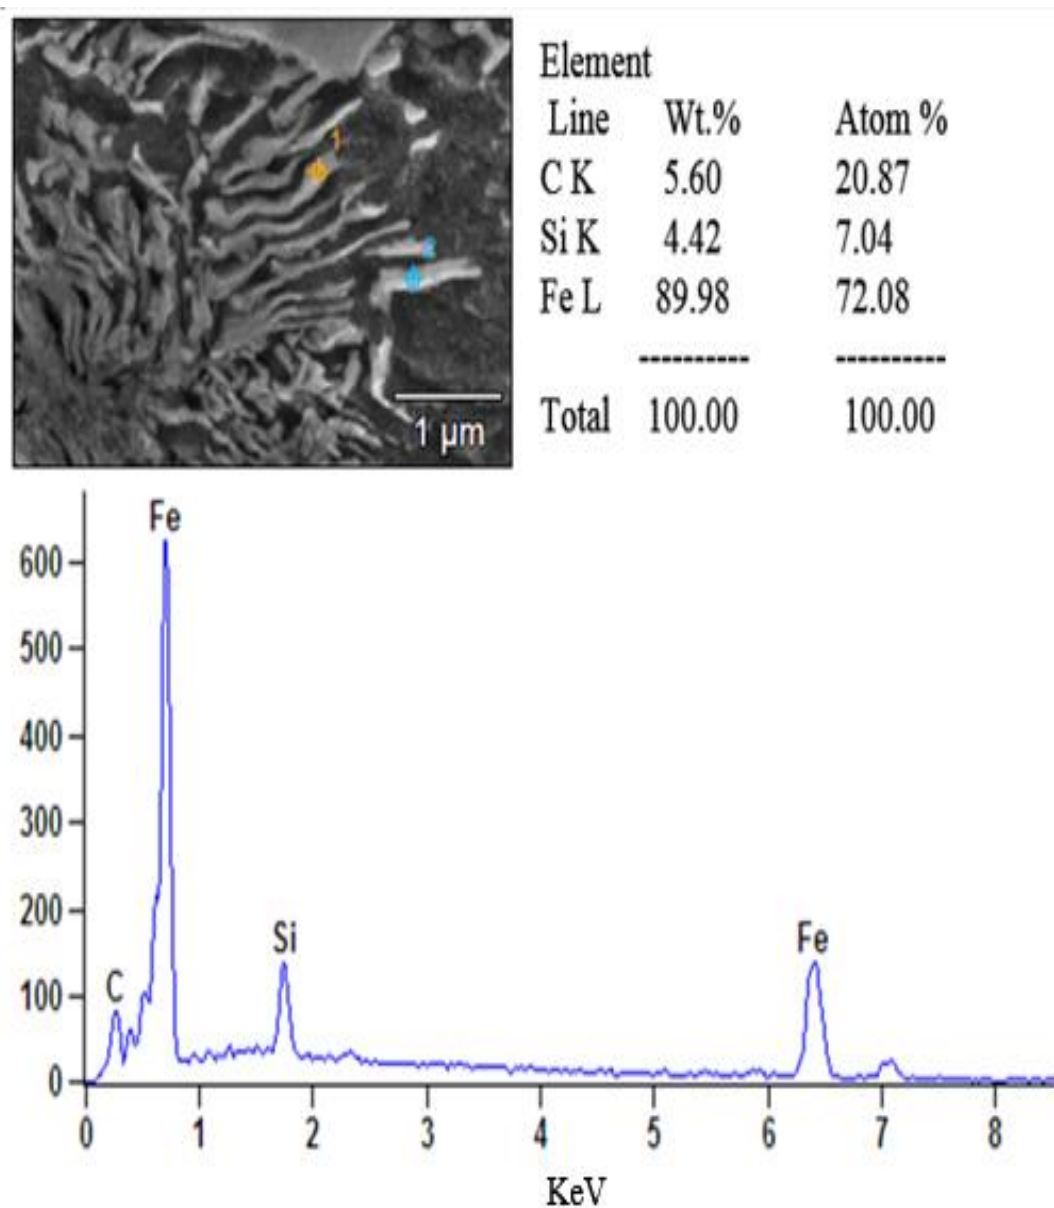 1
2
1 μm
Element
Line Wt.% Atom %
C K 5.60 20.87
Si K 4.42 7.04
Fe L 89.98 72.08
---------- ----------
Total 100.00 100.00
Fe
600
500
400
300
200
Si
Fe
C
100
0
0 1 2 3 4 5 6 7 8
KeV